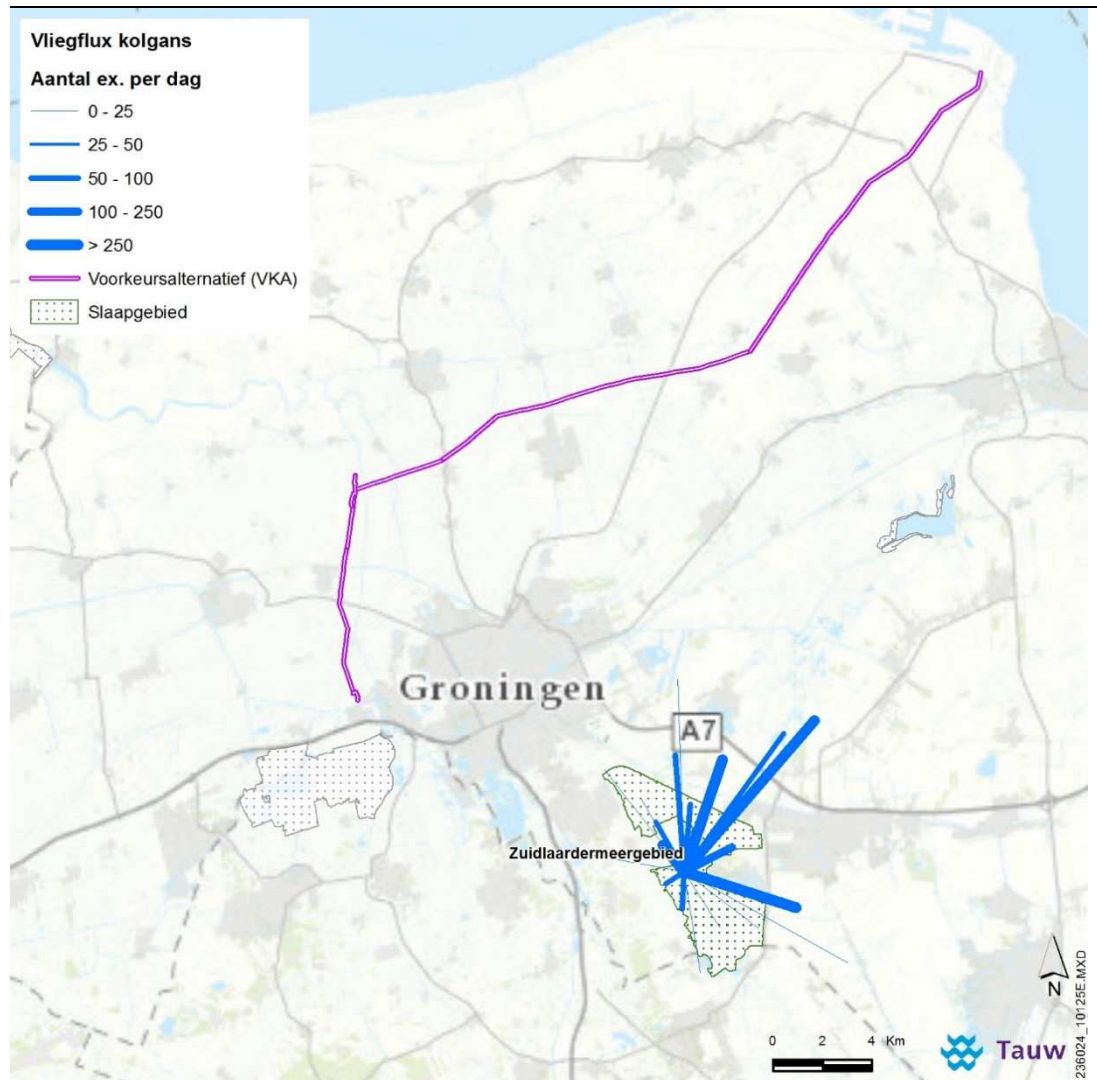 Vliegflux kolgans
Aantal ex. per dag
0 - 25
25 - 50
50 - 100
100 - 250
> 250
Voorkeursalternatief (VKA)
Slaapgebied
Groningen
A7
Zuidlaardermeergebied
N
0 2 4 Km
Tauw
236024_10125E.MXD